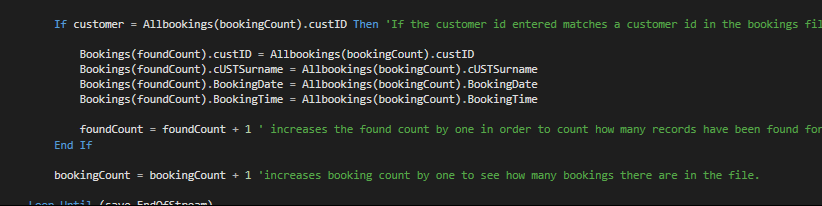 If customer = Allbookings(bookingCount).custID Then 'If the customer id entered matches a customer id in the bookings
Bookings(foundCount).custID = Allbookings(bookingCount).custID
Bookings(foundCount).cUSTSurname = Allbookings(bookingCount).cUSTSurname
Bookings(foundCount).BookingDate = Allbookings(bookingCount).BookingDate
Bookings(foundCount).BookingTime = Allbookings(bookingCount).BookingTime
foundCount = foundCount + 1 ' increases the found count by one in order to count how many records have been found
End If
bookingCount = bookingCount + 1 'increases booking count by one to see how many bookings there are in the file.
Loop Until (save.EndOfStream)